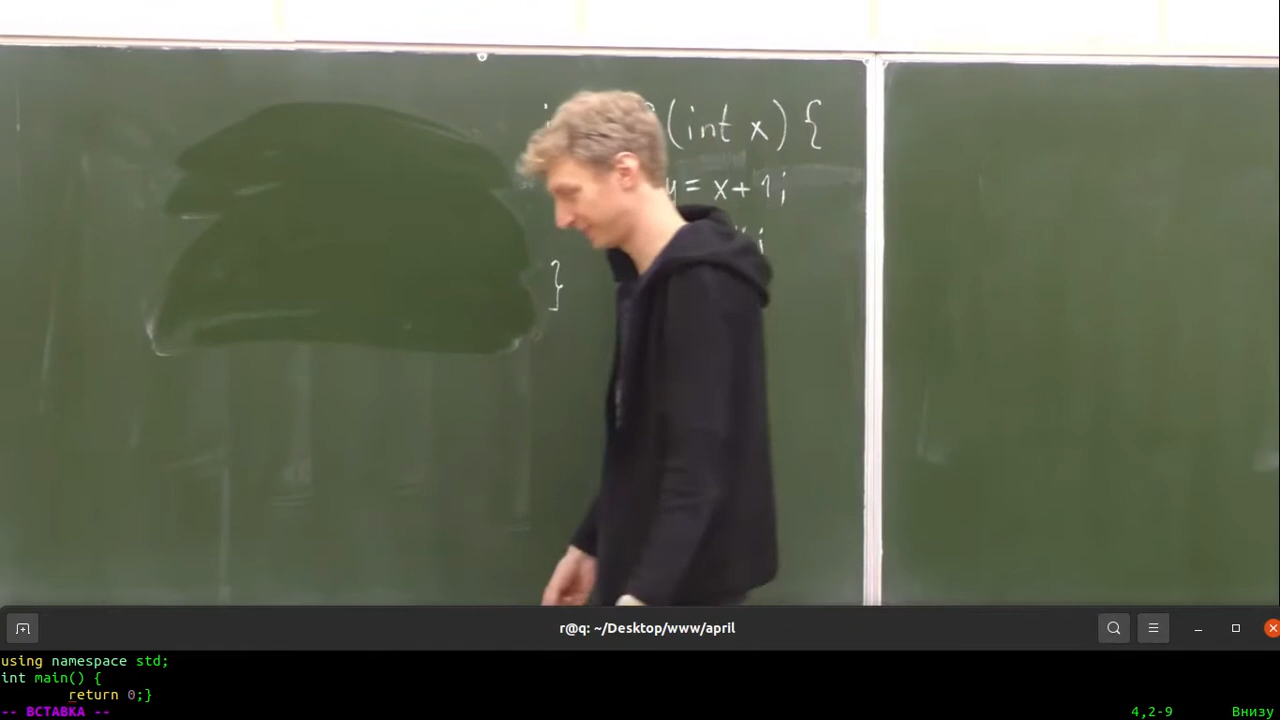 (int x) {
y = x + 1;
}
r@q: ~/Desktop/www/april
using namespace std;
int main() {
return 0;}
-- ВСТАВКА --
4,2-9
Внизу